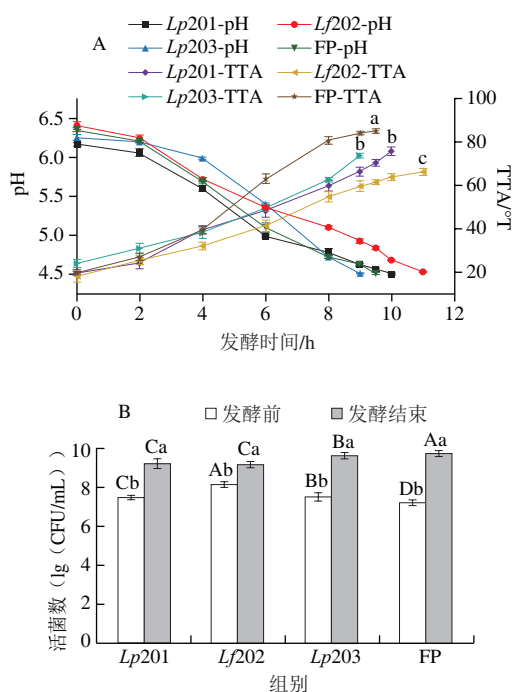 A
Lp201-pH Lf202-pH
Lp203-pH FP-pH
Lp201-TTA Lf202-TTA
Lp203-TTA FP-TTA
6.5
6.0
5.5
5.0
4.5
pH
100
80
60
40
20
TTA/°T
a
b b
c
0 2 4 6 8 10 12
发酵时间/h
B
发酵前 发酵结束
10
8
6
4
2
0
活菌数(lg(CFU/mL))
Ca Ca Ba Aa
Cb Ab Bb Db
Lp201 Lf202 Lp203 FP
组别